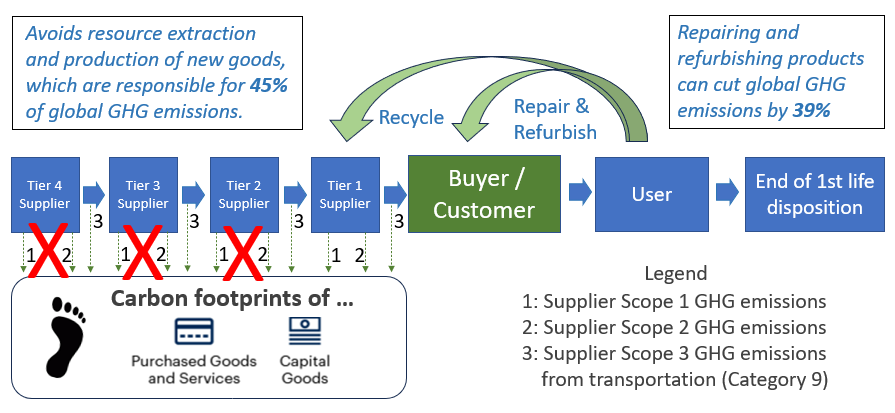 Avoids resource extraction
and production of new goods,
which are responsible for 45%
of global GHG emissions.
Repairing and
refurbishing products
can cut global GHG
emissions by 39%
Recycle
Repair &
Refurbish
Tier 4
Supplier
Tier 3
Supplier
Tier 2
Supplier
Tier 1
Supplier
Buyer /
Customer
User
End of 1st life
disposition
3
3
3
3
1
2
1
2
1
2
1
2
Carbon footprints of ...
Purchased Goods
and Services
Capital
Goods
Legend
1: Supplier Scope 1 GHG emissions
2: Supplier Scope 2 GHG emissions
3: Supplier Scope 3 GHG emissions
from transportation (Category 9)